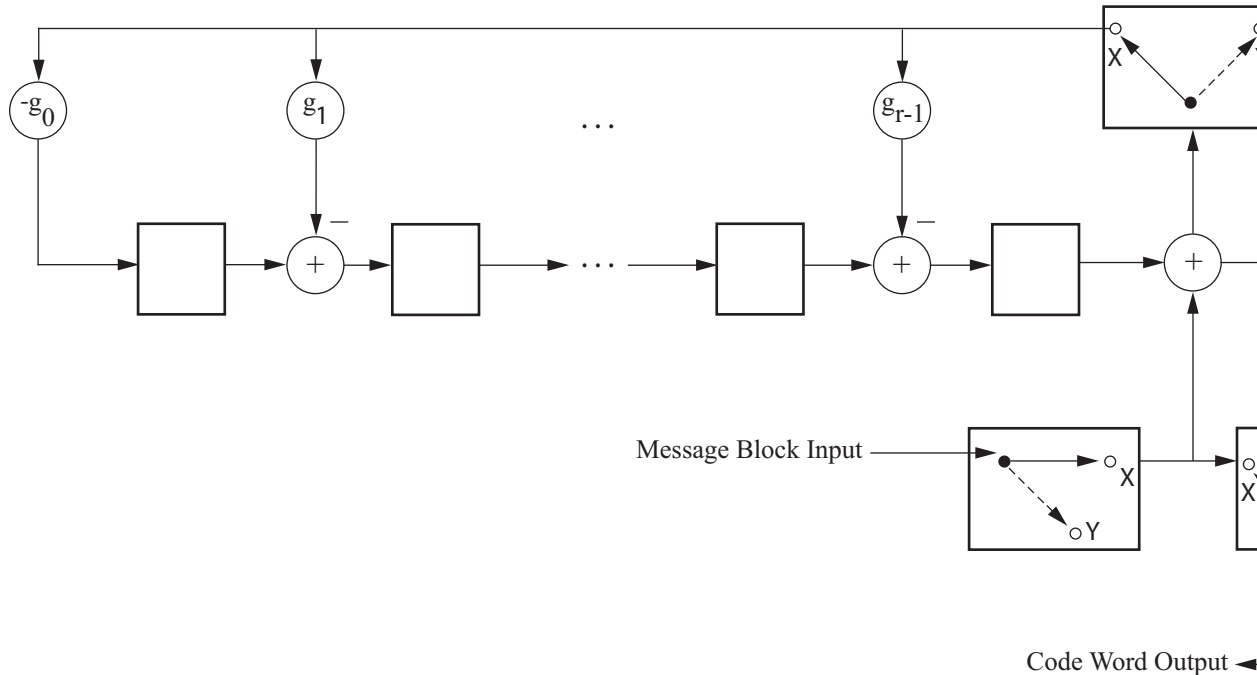 X
-g0
g1
...
gr-1
− −
+ ... + +
Message Block Input
X X
Y
Code Word Output